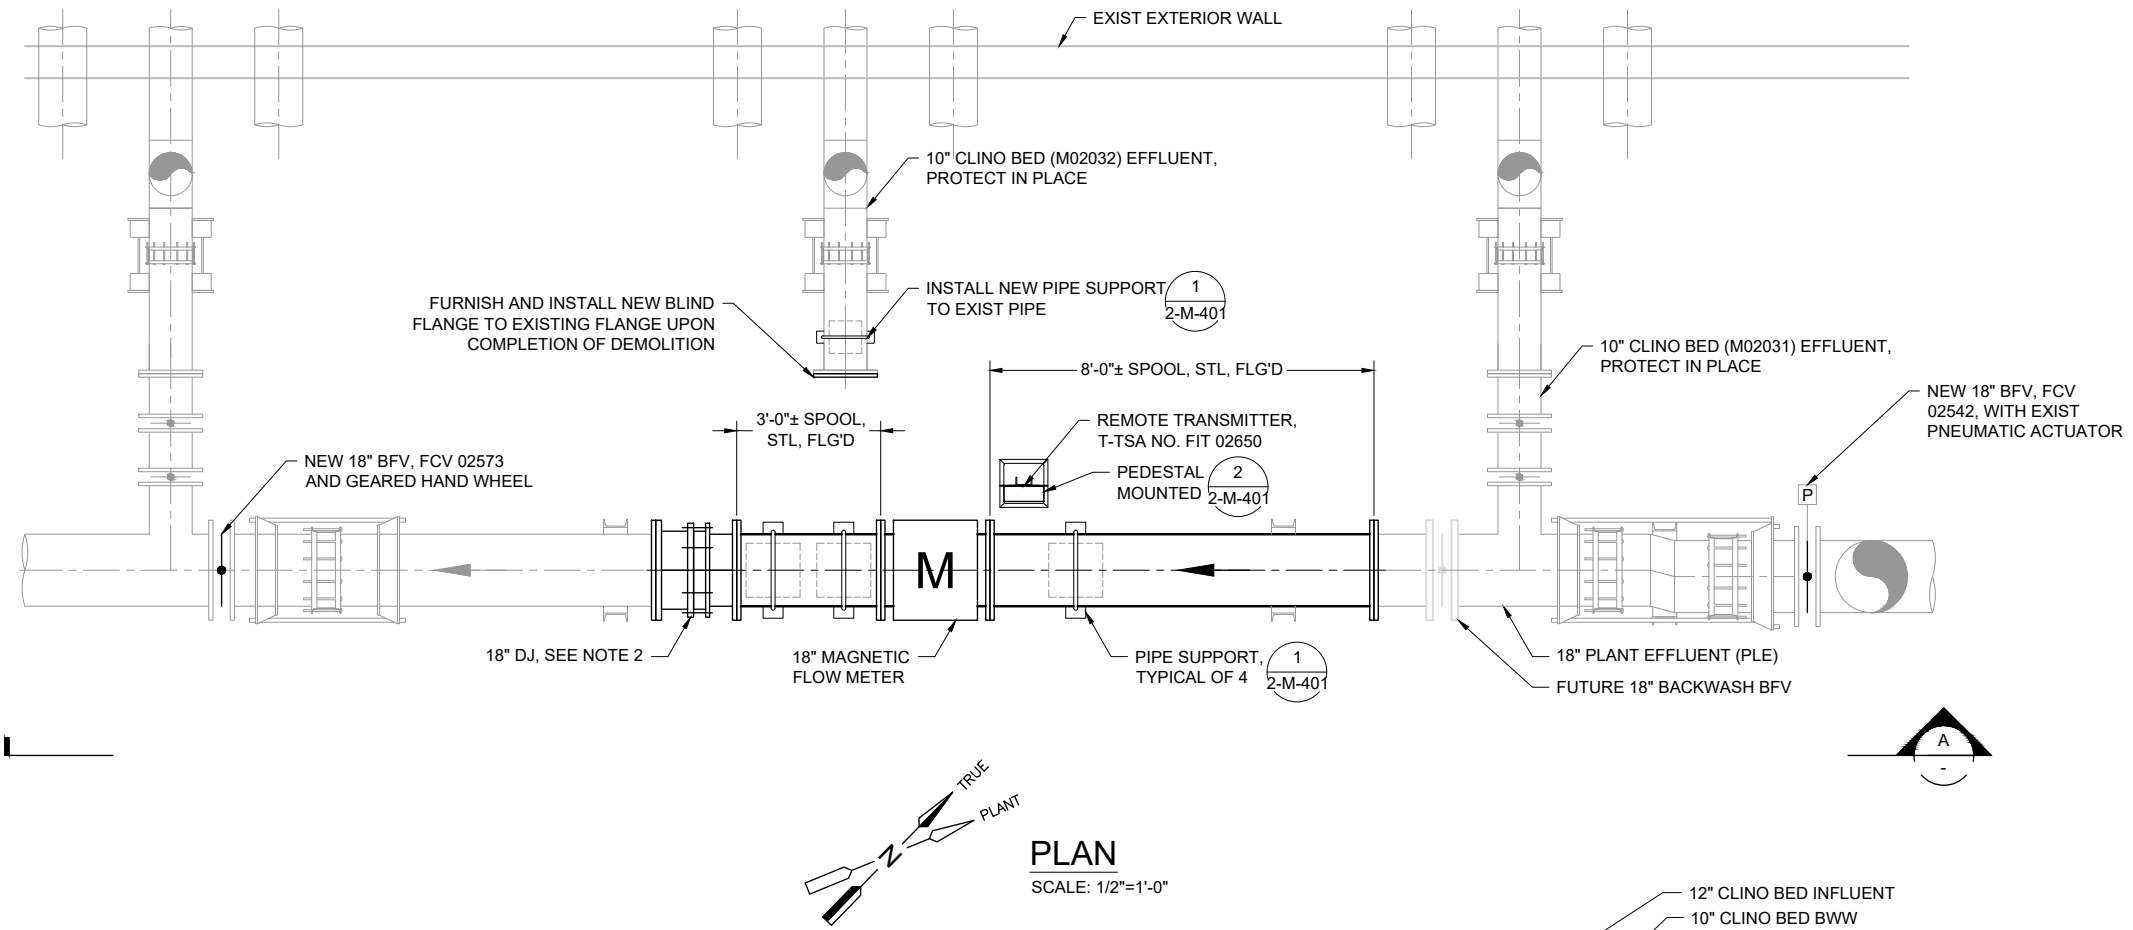 EXIST EXTERIOR WALL
10" CLINO BED (M02032) EFFLUENT,
PROTECT IN PLACE
INSTALL NEW PIPE SUPPORT
TO EXIST PIPE
1
2-M-401
FURNISH AND INSTALL NEW BLIND
FLANGE TO EXISTING FLANGE UPON
COMPLETION OF DEMOLITION
10" CLINO BED (M02031) EFFLUENT,
PROTECT IN PLACE
8'-0"± SPOOL, STL, FLG'D
NEW 18" BFV, FCV
02542, WITH EXIST
PNEUMATIC ACTUATOR
3'-0"± SPOOL,
STL, FLG'D
REMOTE TRANSMITTER,
T-TSA NO. FIT 02650
PEDESTAL
MOUNTED
2
2-M-401
NEW 18" BFV, FCV 02573
AND GEARED HAND WHEEL
P
M
18" DJ, SEE NOTE 2
18" MAGNETIC
FLOW METER
PIPE SUPPORT,
TYPICAL OF 4
1
2-M-401
18" PLANT EFFLUENT (PLE)
FUTURE 18" BACKWASH BFV
A
-
TRUE
PLANT
N
PLAN
SCALE: 1/2"=1'-0"
12" CLINO BED INFLUENT
10" CLINO BED BWW